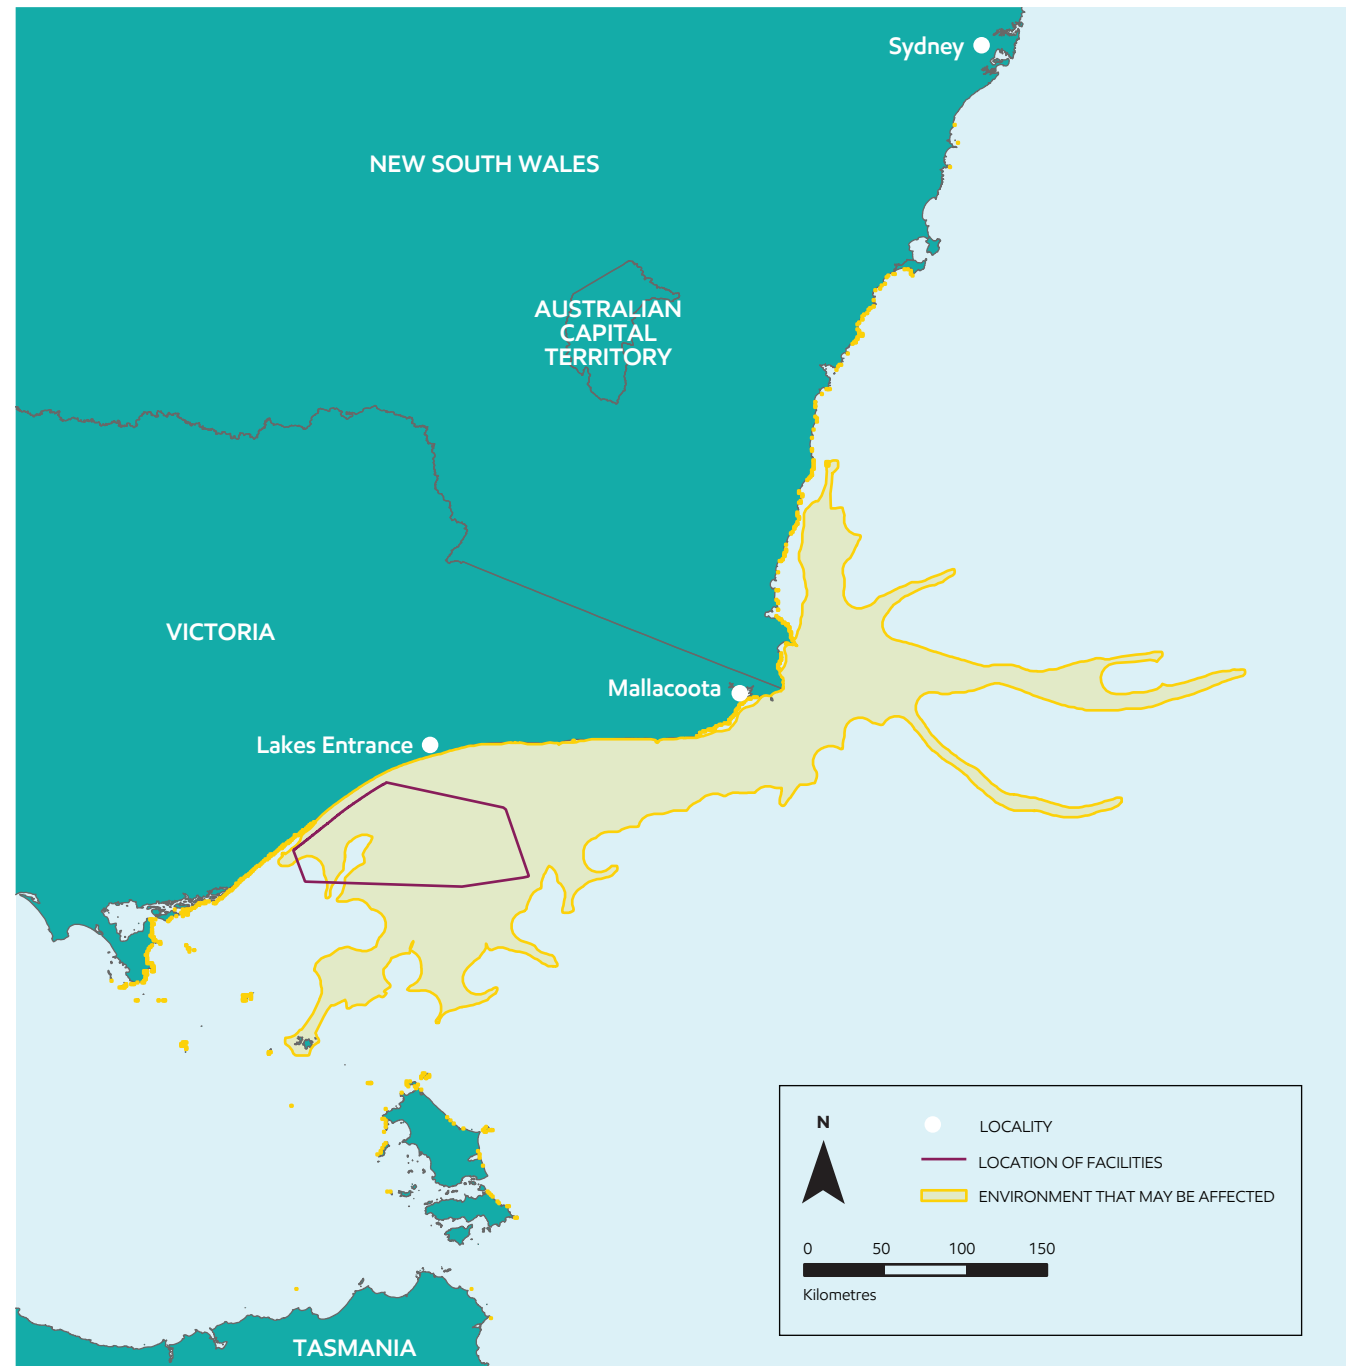 Sydney
NEW SOUTH WALES
AUSTRALIAN
CAPITAL
TERRITORY
VICTORIA
Mallacoota
Lakes Entrance
N
LOCALITY
LOCATION OF FACILITIES
ENVIRONMENT THAT MAY BE AFFECTED
0 50 100 150
Kilometres
TASMANIA